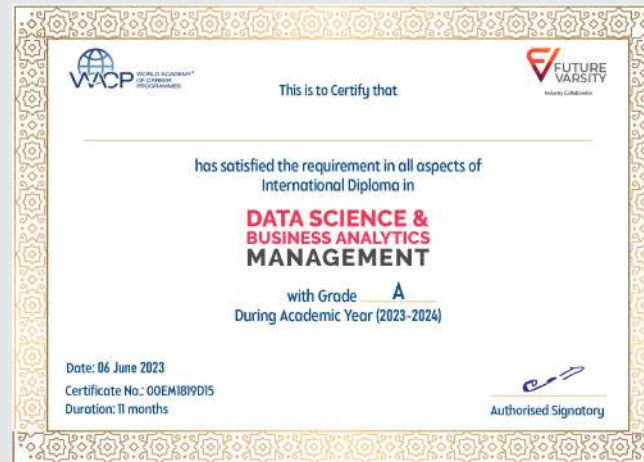 WACP
WORLD ACADEMY
OF CAREER
PROGRAMMES
FUTURE
VARSITY
Industry Collaboration
This is to Certify that
has satisfied the requirement in all aspects of
International Diploma in
DATA SCIENCE &
BUSINESS ANALYTICS
MANAGEMENT
with Grade A
During Academic Year (2023-2024)
Date: 06 June 2023
Certificate No.: 00EM1819D15
Duration: 11 months
Authorised Signatory